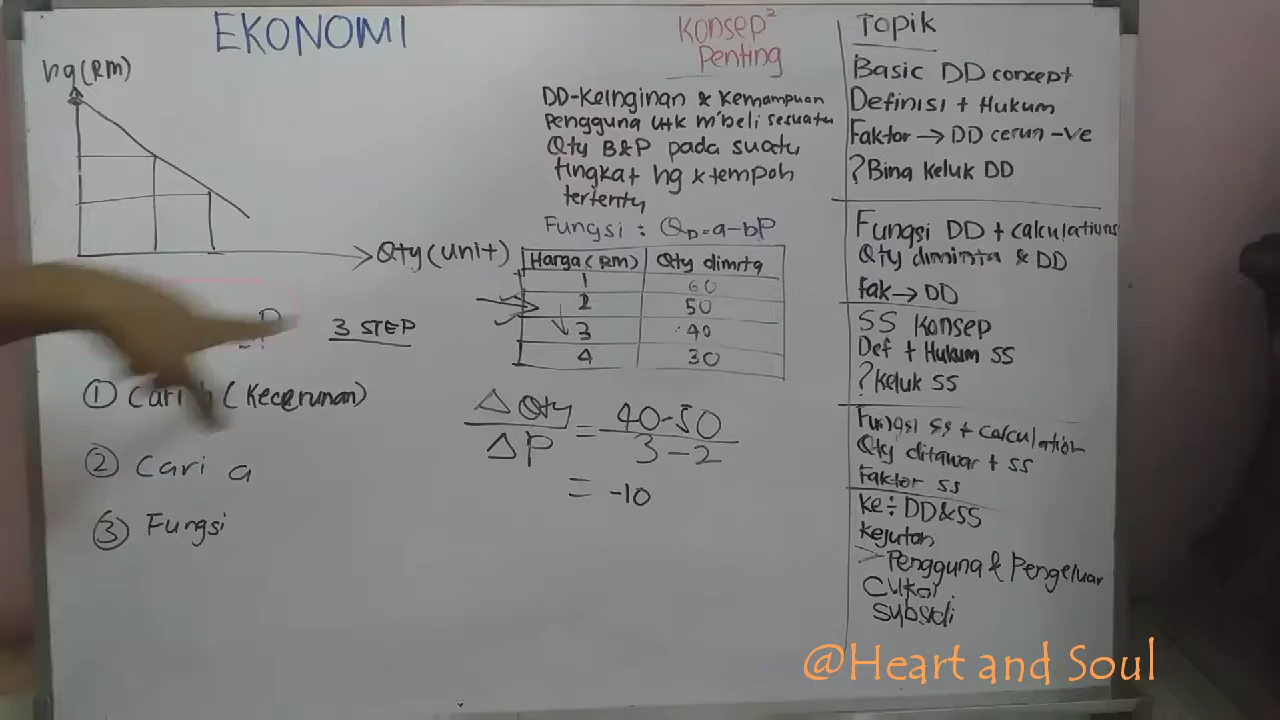 EKONOMI
hg(RM)
Qty(unit)
P
3 STEP
① Cari b (Kecerunan)
② Cari a
③ Fungsi
Konsep²
Penting
DD-Keinginan & Kemampuan
Pengguna utk m'beli sesuatu
Qty B&P pada suatu
tingkat hg x tempoh
tertentu
Fungsi : QD=a-bP
Harga(RM) Qty diminta
1 60
2 50
3 40
4 30
ΔQty/ΔP = 40-50/3-2
= -10
Topik
Basic DD concept
Definisi + Hukum
Faktor → DD cerun -ve
? Bina Keluk DD
Fungsi DD + calculations
Qty diminta & DD
fak → DD
SS Konsep
Def + Hukum SS
? Keluk SS
Fungsi ss + calculation
Qty ditawar + ss
Faktor ss
Ke÷ DD&SS
Kejutan
> Pengguna & Pengeluar
Cukai
Subsidi
@Heart and Soul